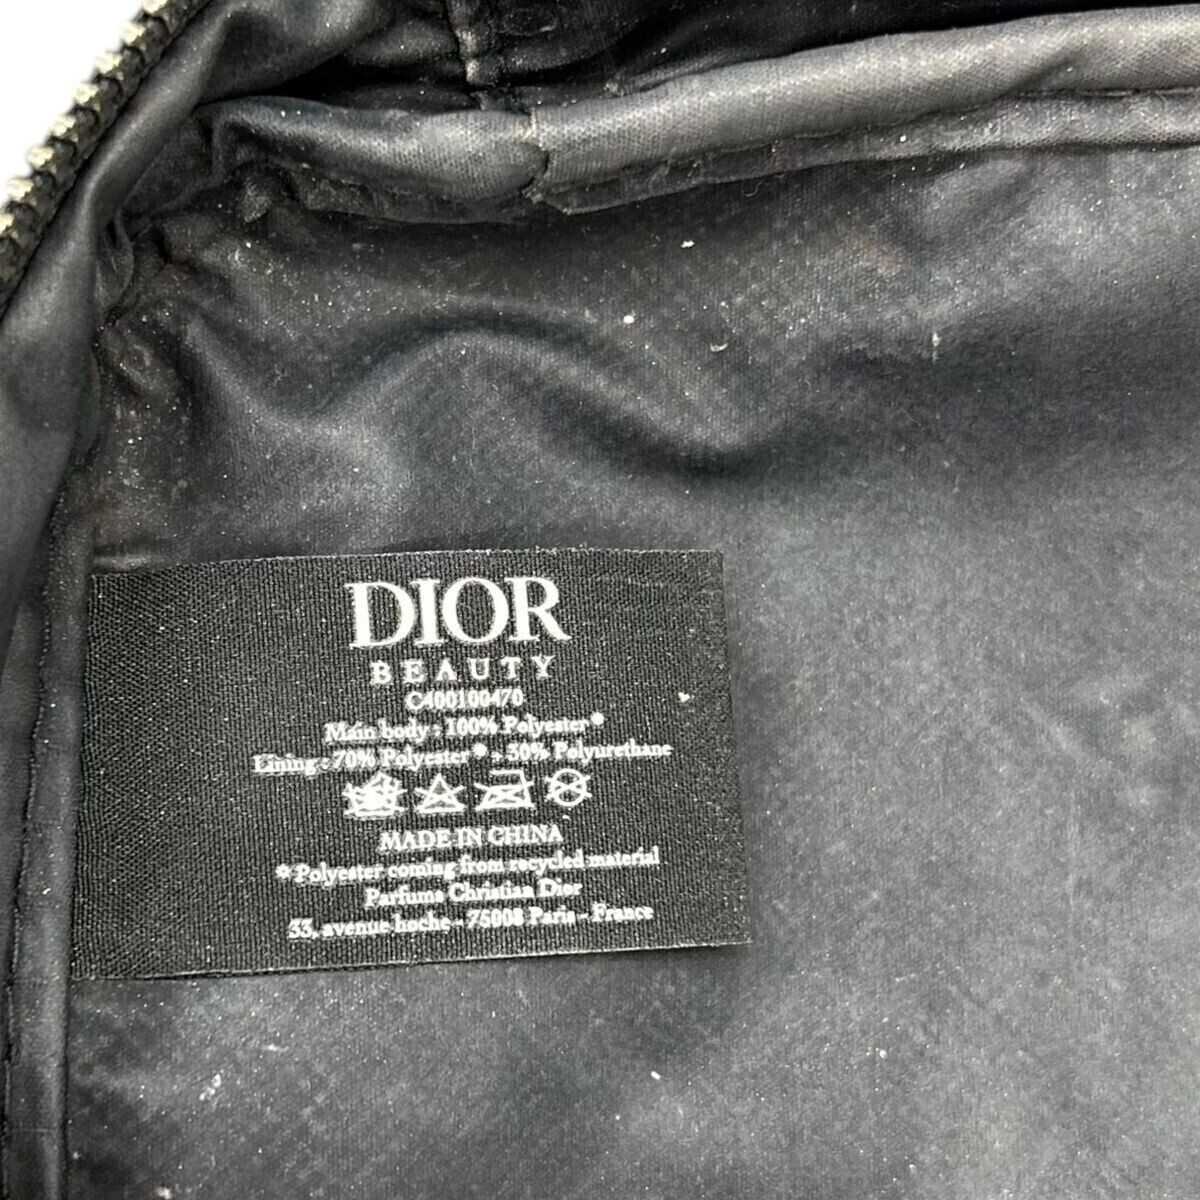 DIOR
BEAUTY
C400100470
Main body : 100% Polyester*
Lining : 70% Polyester* - 30% Polyurethane
MADE IN CHINA
* Polyester coming from recycled material
Parfums Christian Dior
33, avenue hoche - 75008 Paris - France